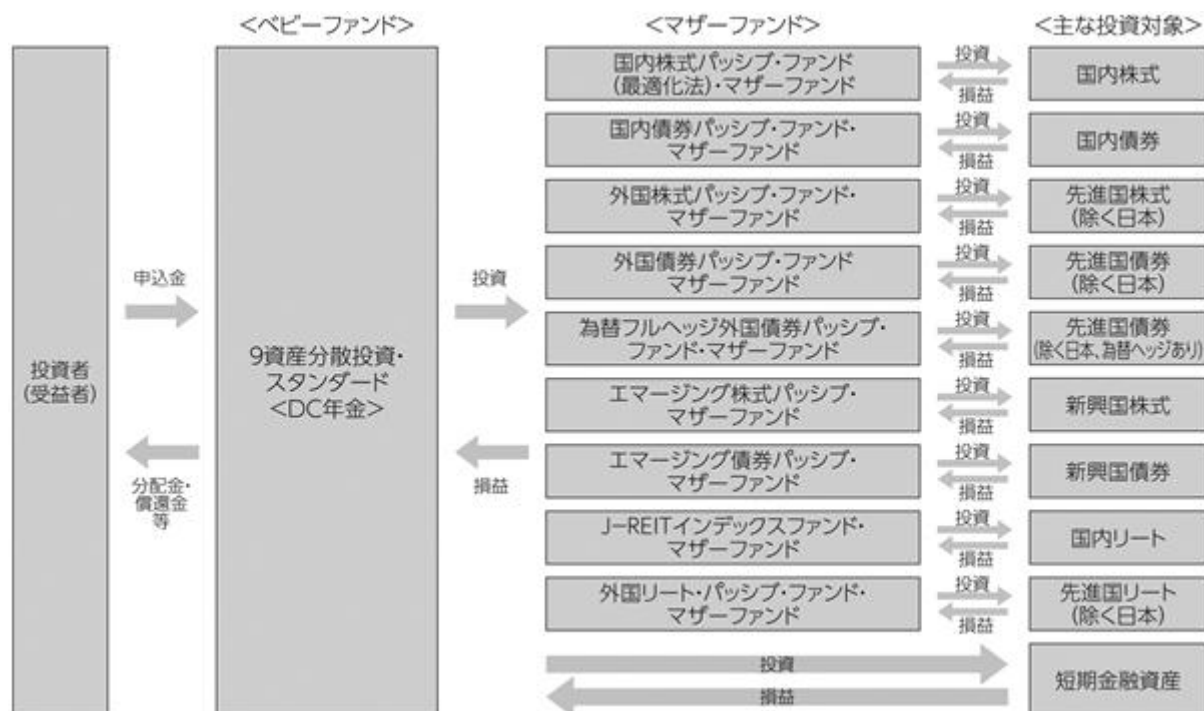 <ベビーファンド>
<マザーファンド>
<主な投資対象>
投資者
(受益者)
申込金
分配金・
償還金
等
9資産分散投資・
スタンダード
<DC年金>
投資
損益
国内株式パッシブ・ファンド
(最適化法)・マザーファンド
投資
損益
国内株式
国内債券パッシブ・ファンド・
マザーファンド
投資
損益
国内債券
外国株式パッシブ・ファンド・
マザーファンド
投資
損益
先進国株式
(除く日本)
外国債券パッシブ・ファンド
マザーファンド
投資
損益
先進国債券
(除く日本)
為替フルヘッジ外国債券パッシブ・
ファンド・マザーファンド
投資
損益
先進国債券
(除く日本、為替ヘッジあり)
エマージング株式パッシブ・
マザーファンド
投資
損益
新興国株式
エマージング債券パッシブ・
マザーファンド
投資
損益
新興国債券
J-REITインデックスファンド・
マザーファンド
投資
損益
国内リート
外国リート・パッシブ・ファンド・
マザーファンド
投資
損益
先進国リート
(除く日本)
投資
損益
短期金融資産